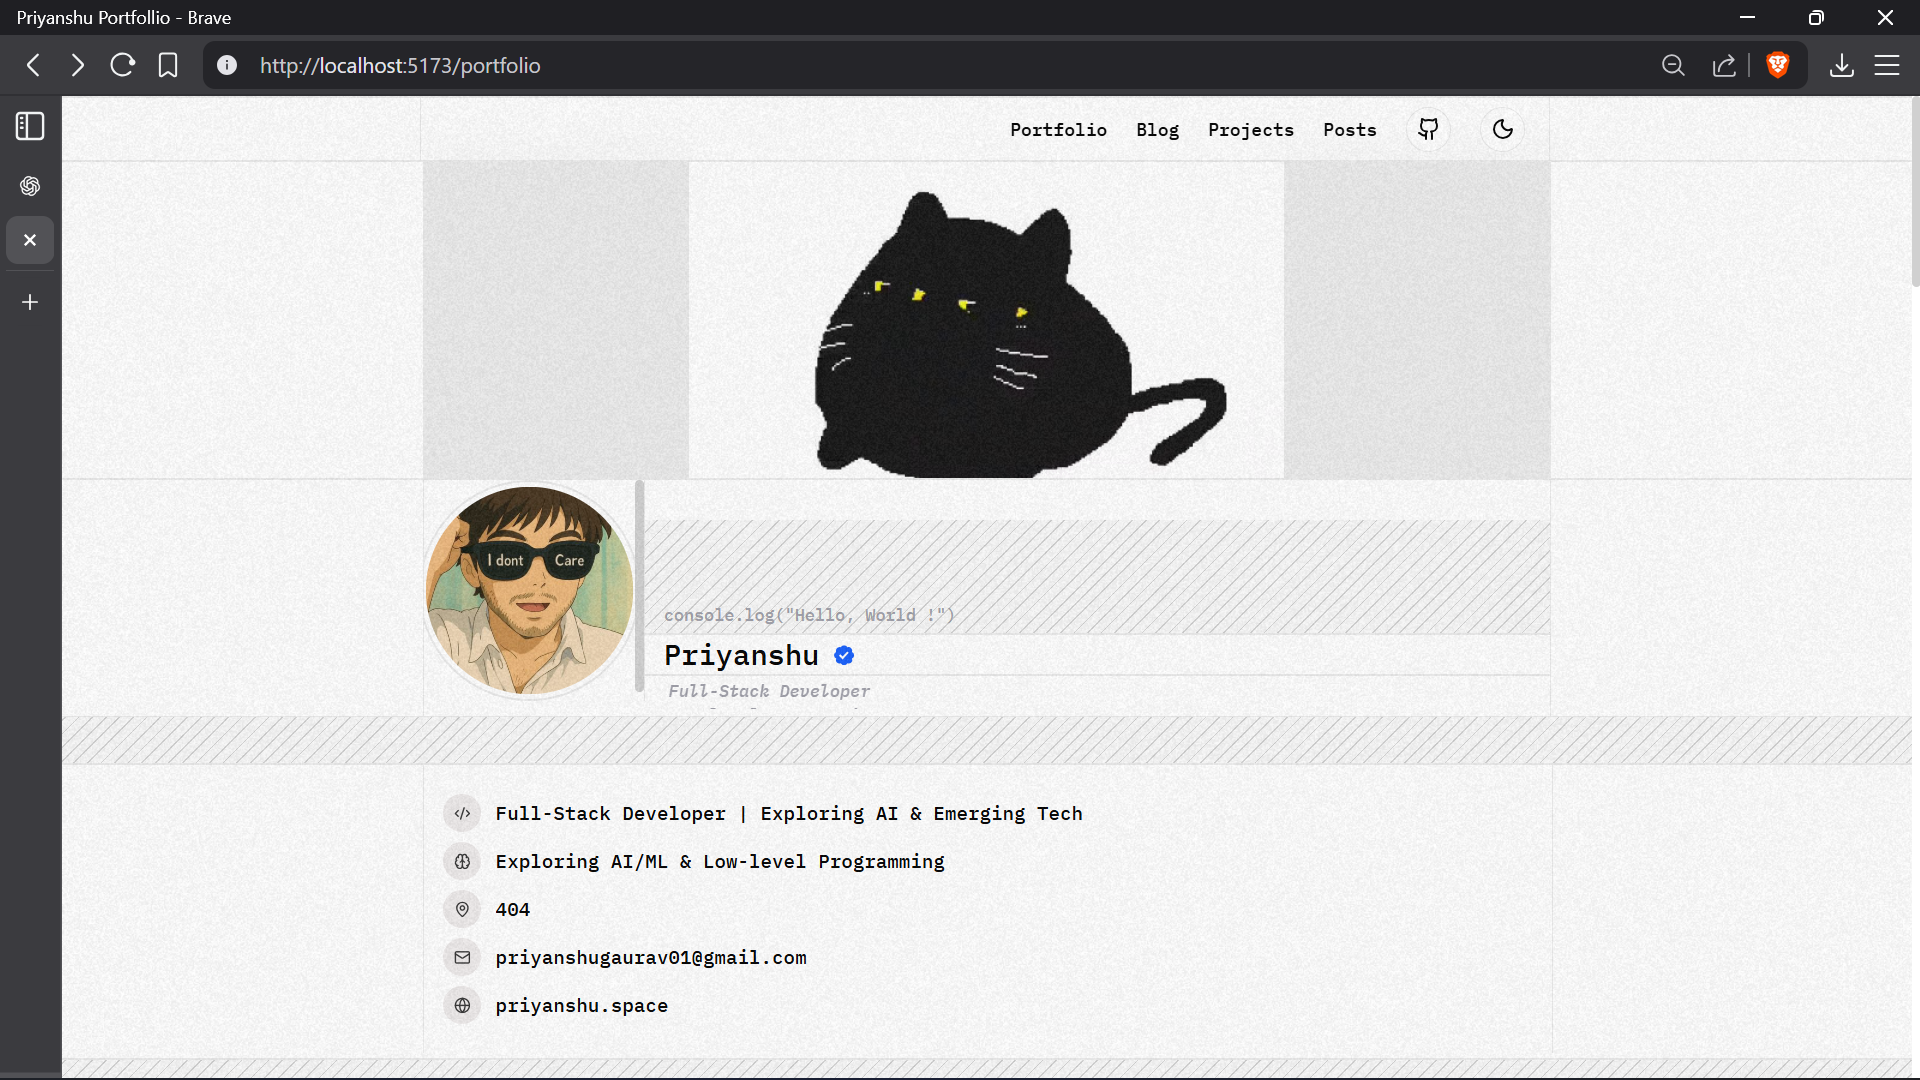 Priyanshu Portfollio - Brave
http://localhost:5173/portfolio
Portfolio Blog Projects Posts
I dont Care
console.log("Hello, World !")
Priyanshu
Full-Stack Developer
Full-Stack Developer | Exploring AI & Emerging Tech
Exploring AI/ML & Low-level Programming
404
priyanshugaurav01@gmail.com
priyanshu.space